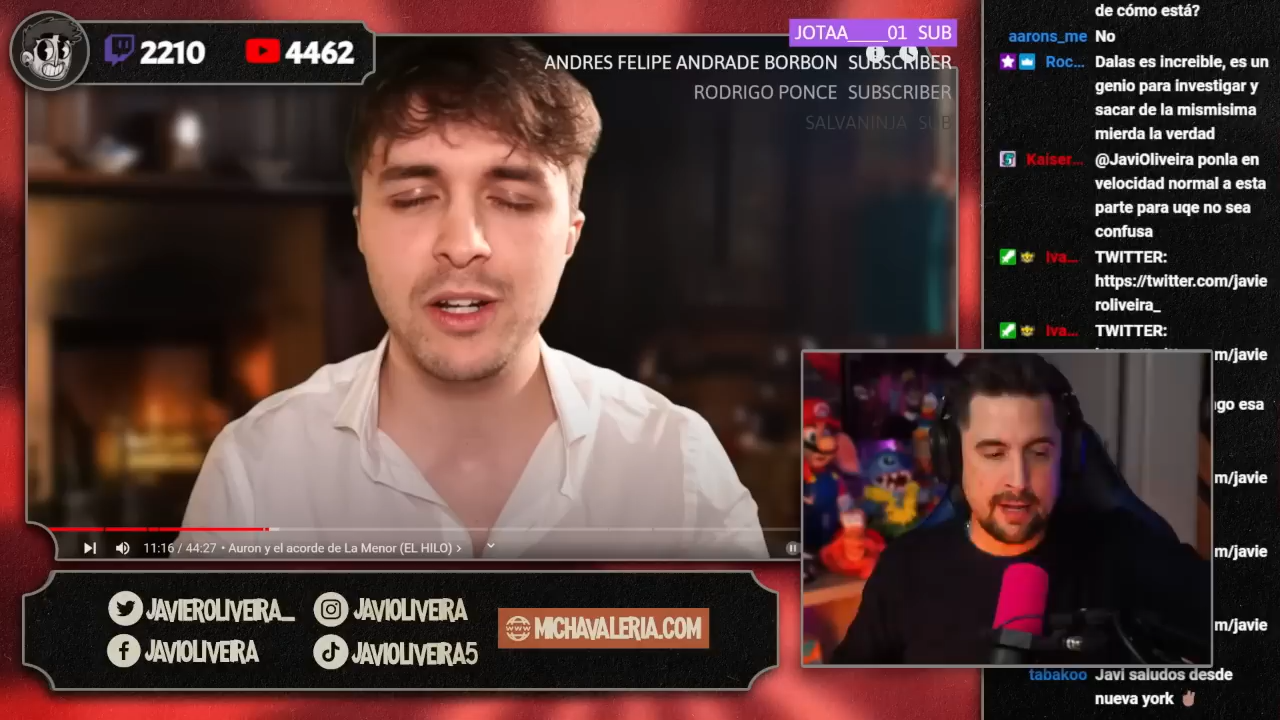 2210
4462
JOTAA____01 SUB
ANDRES FELIPE ANDRADE BORBON SUBSCRIBER
RODRIGO PONCE SUBSCRIBER
SALVANINJA SUB
11:16 / 44:27 • Auron y el acorde de La Menor (EL HILO) ›
JAVIEROLIVEIRA_
JAVIOLIVEIRA
JAVIOLIVEIRA
JAVIOLIVEIRA5
WWW
MICHAVALERIA.COM
de cómo está?
aarons_me No
Roc... Dalas es increible, es un
genio para investigar y
sacar de la mismisima
mierda la verdad
Kaiser... @JaviOliveira ponla en
velocidad normal a esta
parte para uqe no sea
confusa
Iva... TWITTER:
https://twitter.com/javie
roliveira_
Iva... TWITTER:
m/javie
go esa
m/javie
m/javie
m/javie
tabakoo Javi saludos desde
nueva york